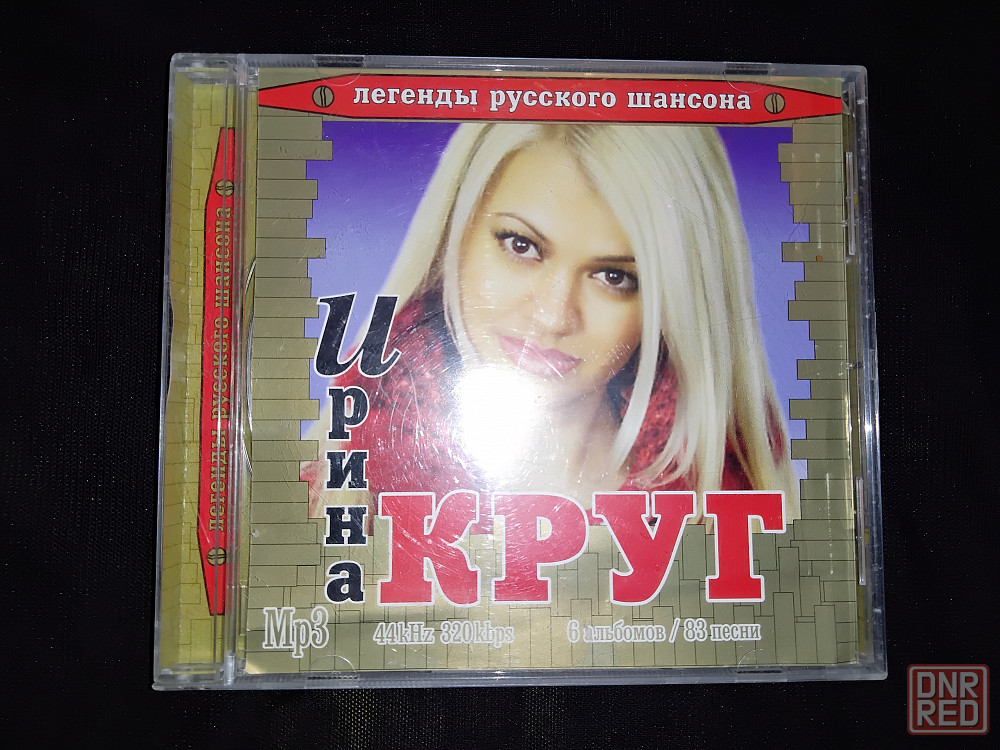 легенды русского шансона
легенды русского шансона
Ирина
КРУГ
Mp3
44kHz 320kbps
6 альбомов / 83 песни
DNR
RED